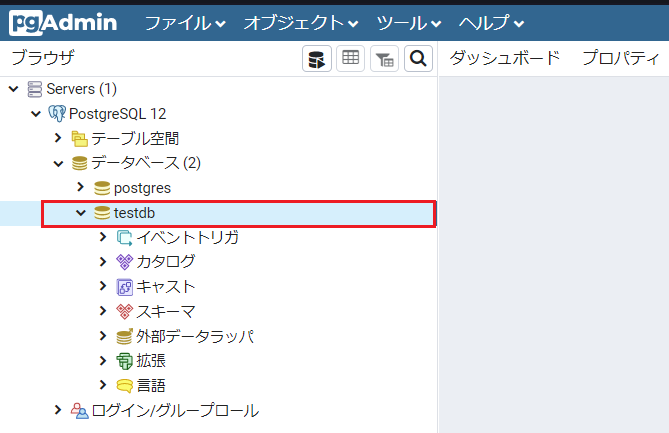 pgAdmin ファイル オブジェクト ツール ヘルプ
ブラウザ ダッシュボード プロパティ
Servers (1)
PostgreSQL 12
テーブル空間
データベース (2)
postgres
testdb
イベントトリガ
カタログ
キャスト
スキーマ
外部データラッパ
拡張
言語
ログイン/グループロール